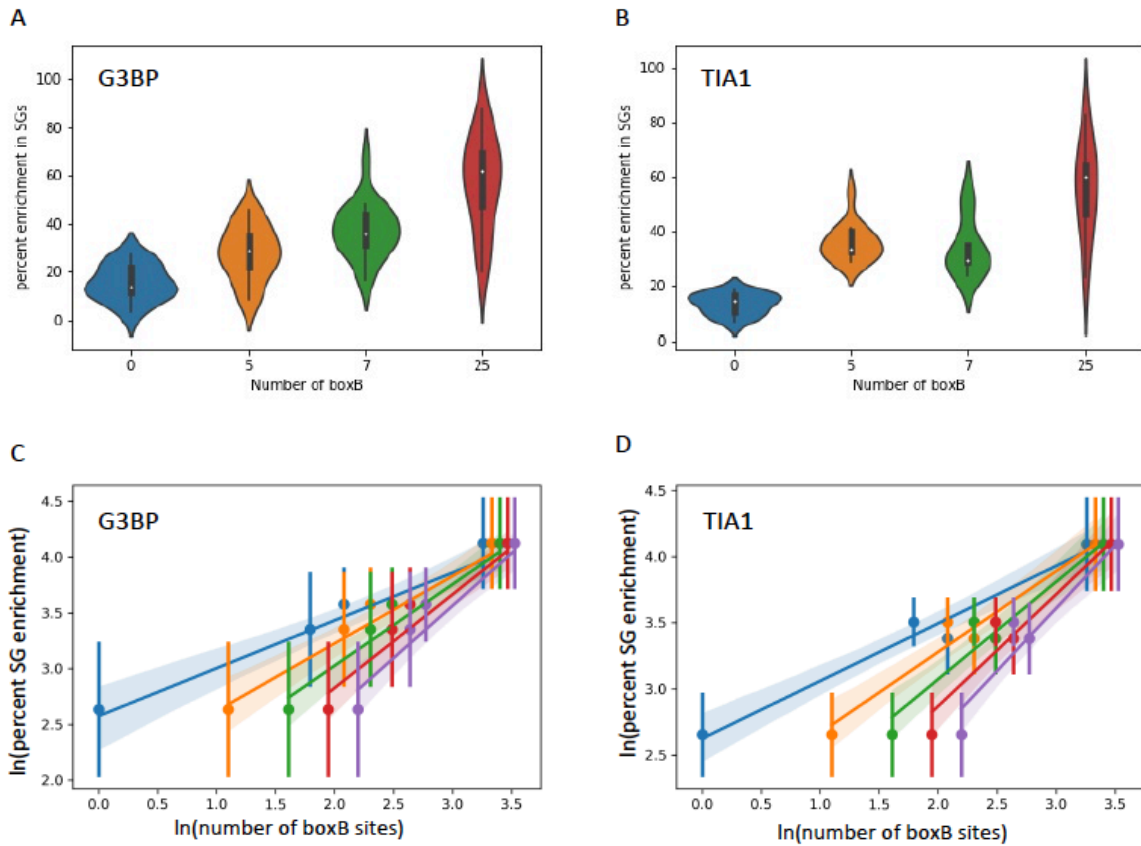 A
B
G3BP
TIA1
percent enrichment in SGs
100
80
60
40
20
0
0
5
7
25
Number of boxB
percent enrichment in SGs
100
80
60
40
20
0
0
5
7
25
Number of boxB
C
D
G3BP
TIA1
ln(percent SG enrichment)
4.5
4.0
3.5
3.0
2.5
2.0
0.0 0.5 1.0 1.5 2.0 2.5 3.0 3.5
ln(number of boxB sites)
ln(percent SG enrichment)
4.5
4.0
3.5
3.0
2.5
0.0 0.5 1.0 1.5 2.0 2.5 3.0 3.5
ln(number of boxB sites)